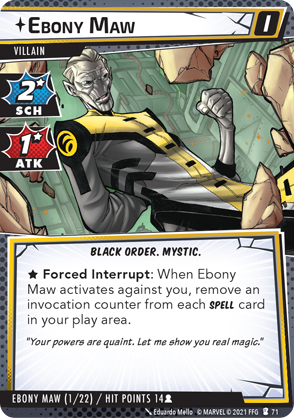 EBONY MAW
I
VILLAIN
2
SCH
1
ATK
BLACK ORDER. MYSTIC.
★ Forced Interrupt: When Ebony
Maw activates against you, remove an
invocation counter from each SPELL card
in your play area.
"Your powers are quaint. Let me show you real magic."
EBONY MAW (1/22) / HIT POINTS 14
Eduardo Mello © MARVEL © 2021 FFG 71